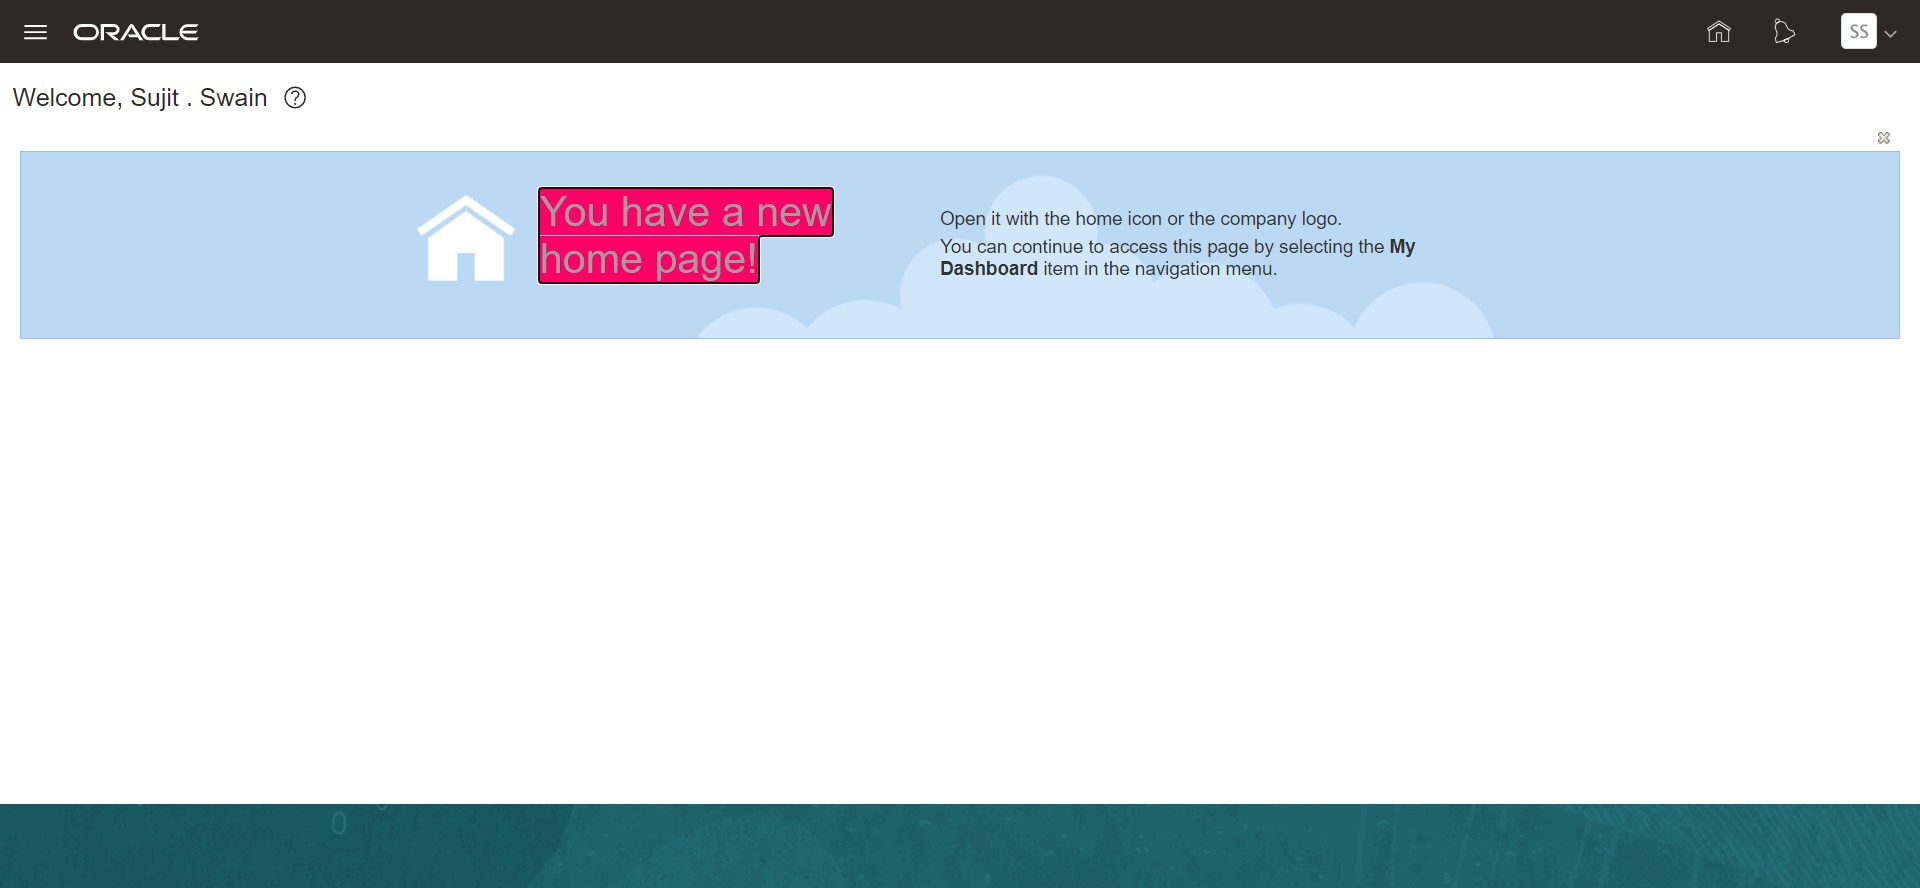 ORACLE
SS
Welcome, Sujit . Swain
You have a new
home page!
Open it with the home icon or the company logo.
You can continue to access this page by selecting the My
Dashboard item in the navigation menu.
0